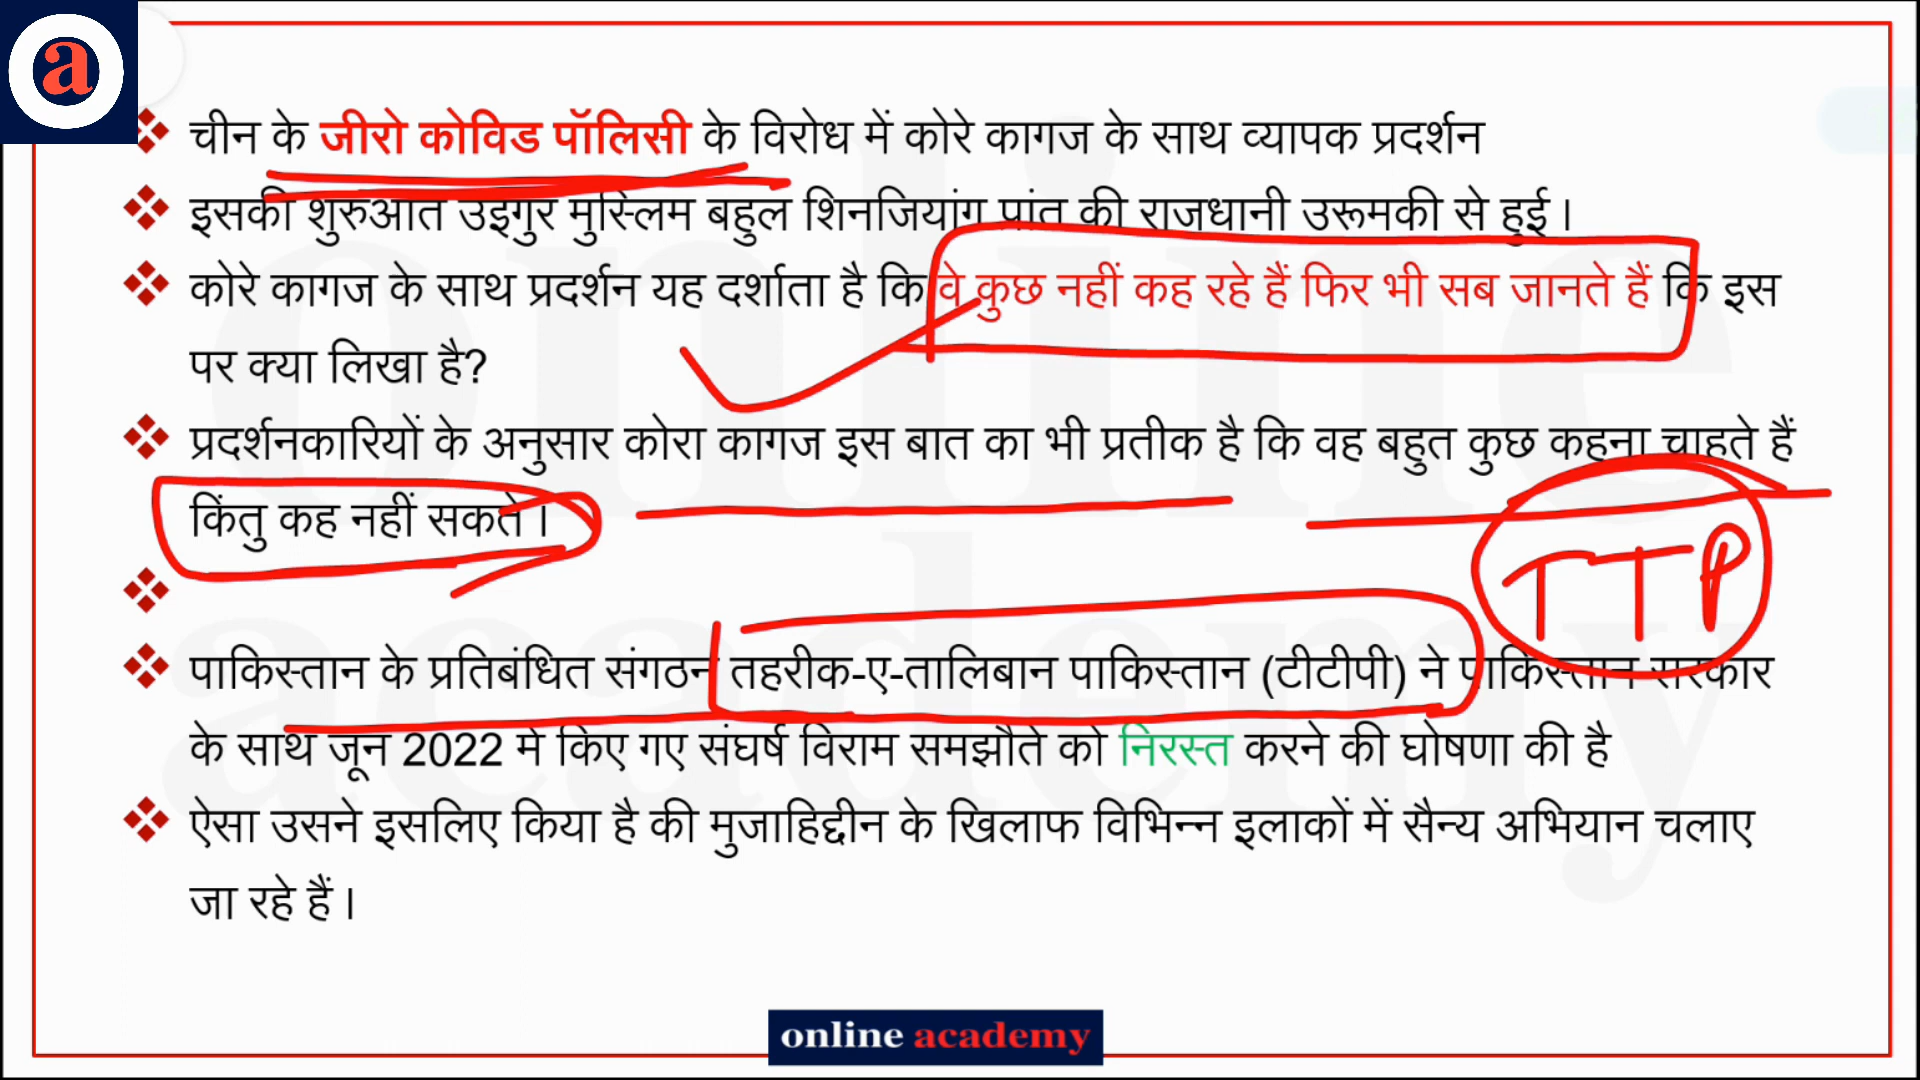 a
चीन के जीरो कोविड पॉलिसी के विरोध में कोरे कागज के साथ व्यापक प्रदर्शन
इसकी शुरुआत उइगुर मुस्लिम बहुल शिनजियांग प्रांत की राजधानी उरूमकी से हुई।
कोरे कागज के साथ प्रदर्शन यह दर्शाता है कि वे कुछ नहीं कह रहे हैं फिर भी सब जानते हैं कि इस
पर क्या लिखा है?
प्रदर्शनकारियों के अनुसार कोरा कागज इस बात का भी प्रतीक है कि वह बहुत कुछ कहना चाहते हैं
किंतु कह नहीं सकते।
TTP
पाकिस्तान के प्रतिबंधित संगठन तहरीक-ए-तालिबान पाकिस्तान (टीटीपी) ने पाकिस्तान सरकार
के साथ जून 2022 में किए गए संघर्ष विराम समझौते को निरस्त करने की घोषणा की है
ऐसा उसने इसलिए किया है की मुजाहिद्दीन के खिलाफ विभिन्न इलाकों में सैन्य अभियान चलाए
जा रहे हैं।
online academy
online academy